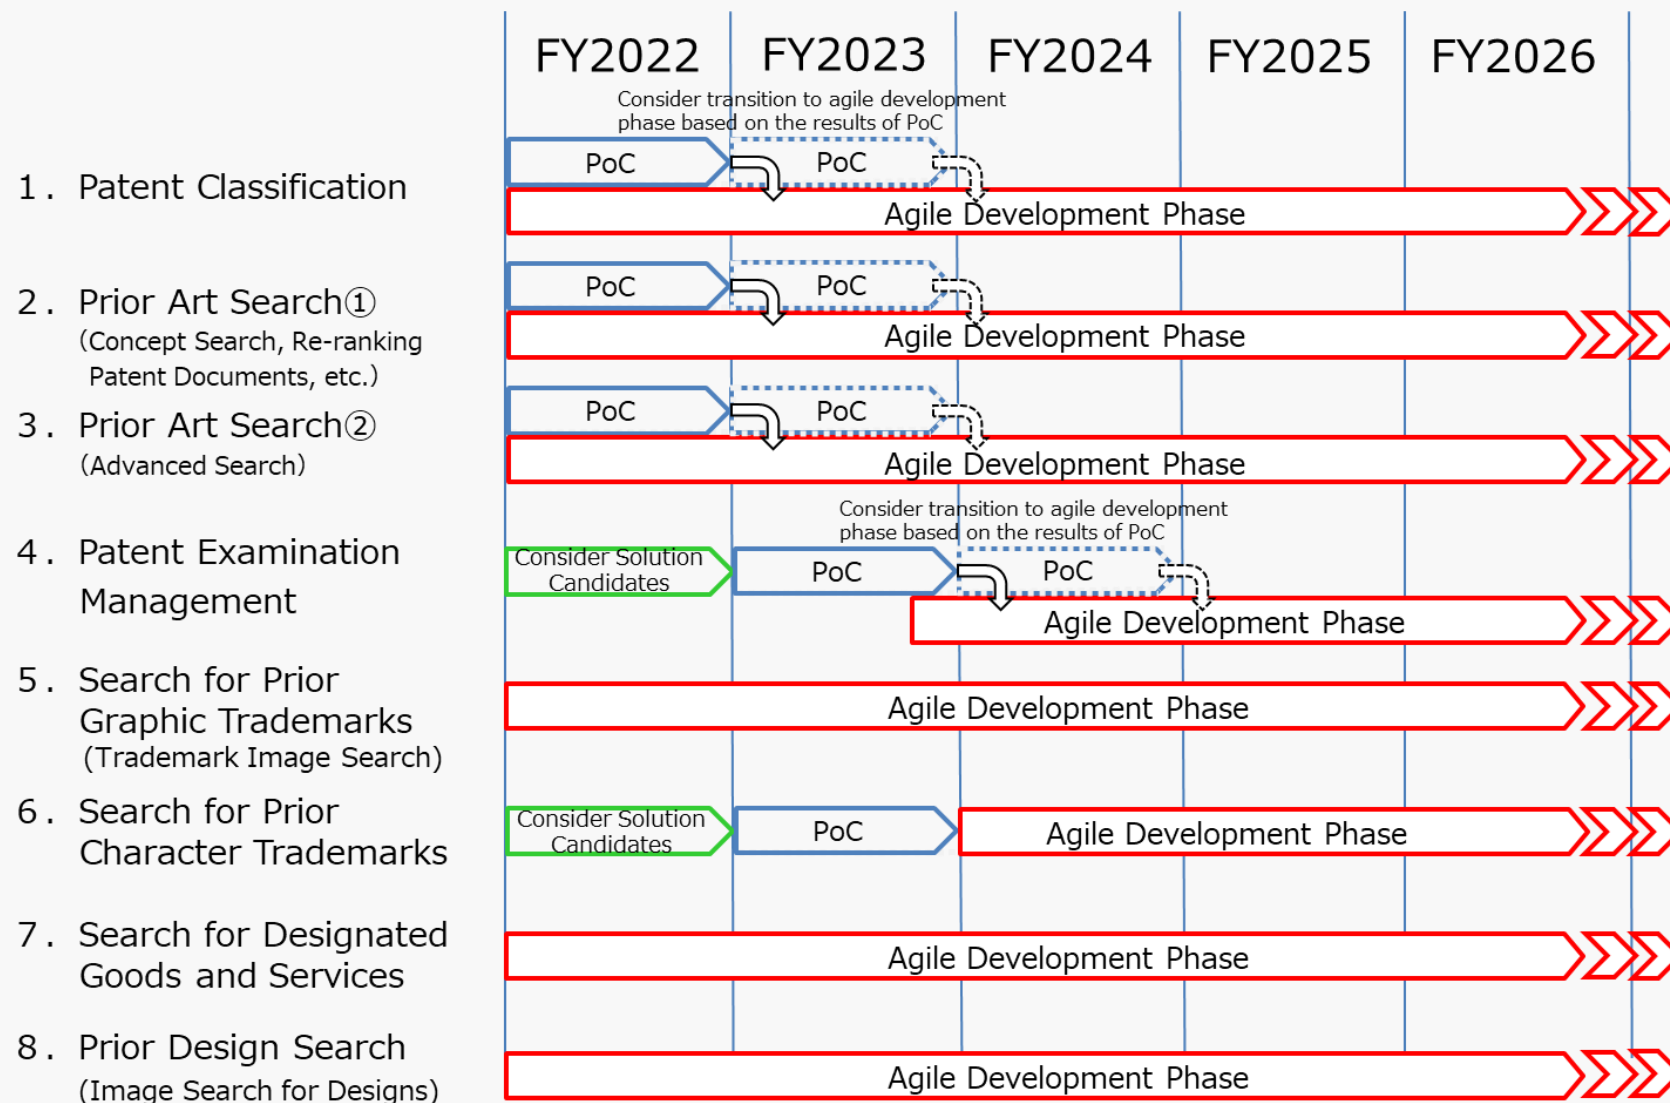 FY2022 FY2023 FY2024 FY2025 FY2026
Consider transition to agile development
phase based on the results of PoC
PoC PoC
1. Patent Classification
Agile Development Phase
PoC PoC
2. Prior Art Search①
(Concept Search, Re-ranking
Patent Documents, etc.)
Agile Development Phase
PoC PoC
3. Prior Art Search②
(Advanced Search)
Agile Development Phase
Consider transition to agile development
phase based on the results of PoC
4. Patent Examination
Management
Consider Solution
Candidates
PoC PoC
Agile Development Phase
5. Search for Prior
Graphic Trademarks
(Trademark Image Search)
Agile Development Phase
6. Search for Prior
Character Trademarks
Consider Solution
Candidates
PoC
Agile Development Phase
7. Search for Designated
Goods and Services
Agile Development Phase
8. Prior Design Search
(Image Search for Designs)
Agile Development Phase